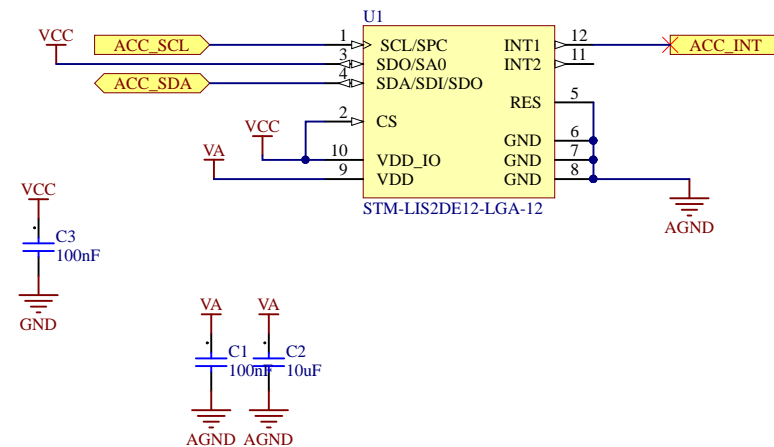 U1
VCC
ACC_SCL
1
SCL/SPC
INT1
12
ACC_INT
3
SDO/SA0
INT2
11
ACC_SDA
4
SDA/SDI/SDO
RES
5
VCC
2
CS
GND
6
VA
10
VDD_IO
GND
7
9
VDD
GND
8
STM-LIS2DE12-LGA-12
AGND
VCC
C3
100nF
GND
VA
VA
C1
100nF
C2
10uF
AGND
AGND